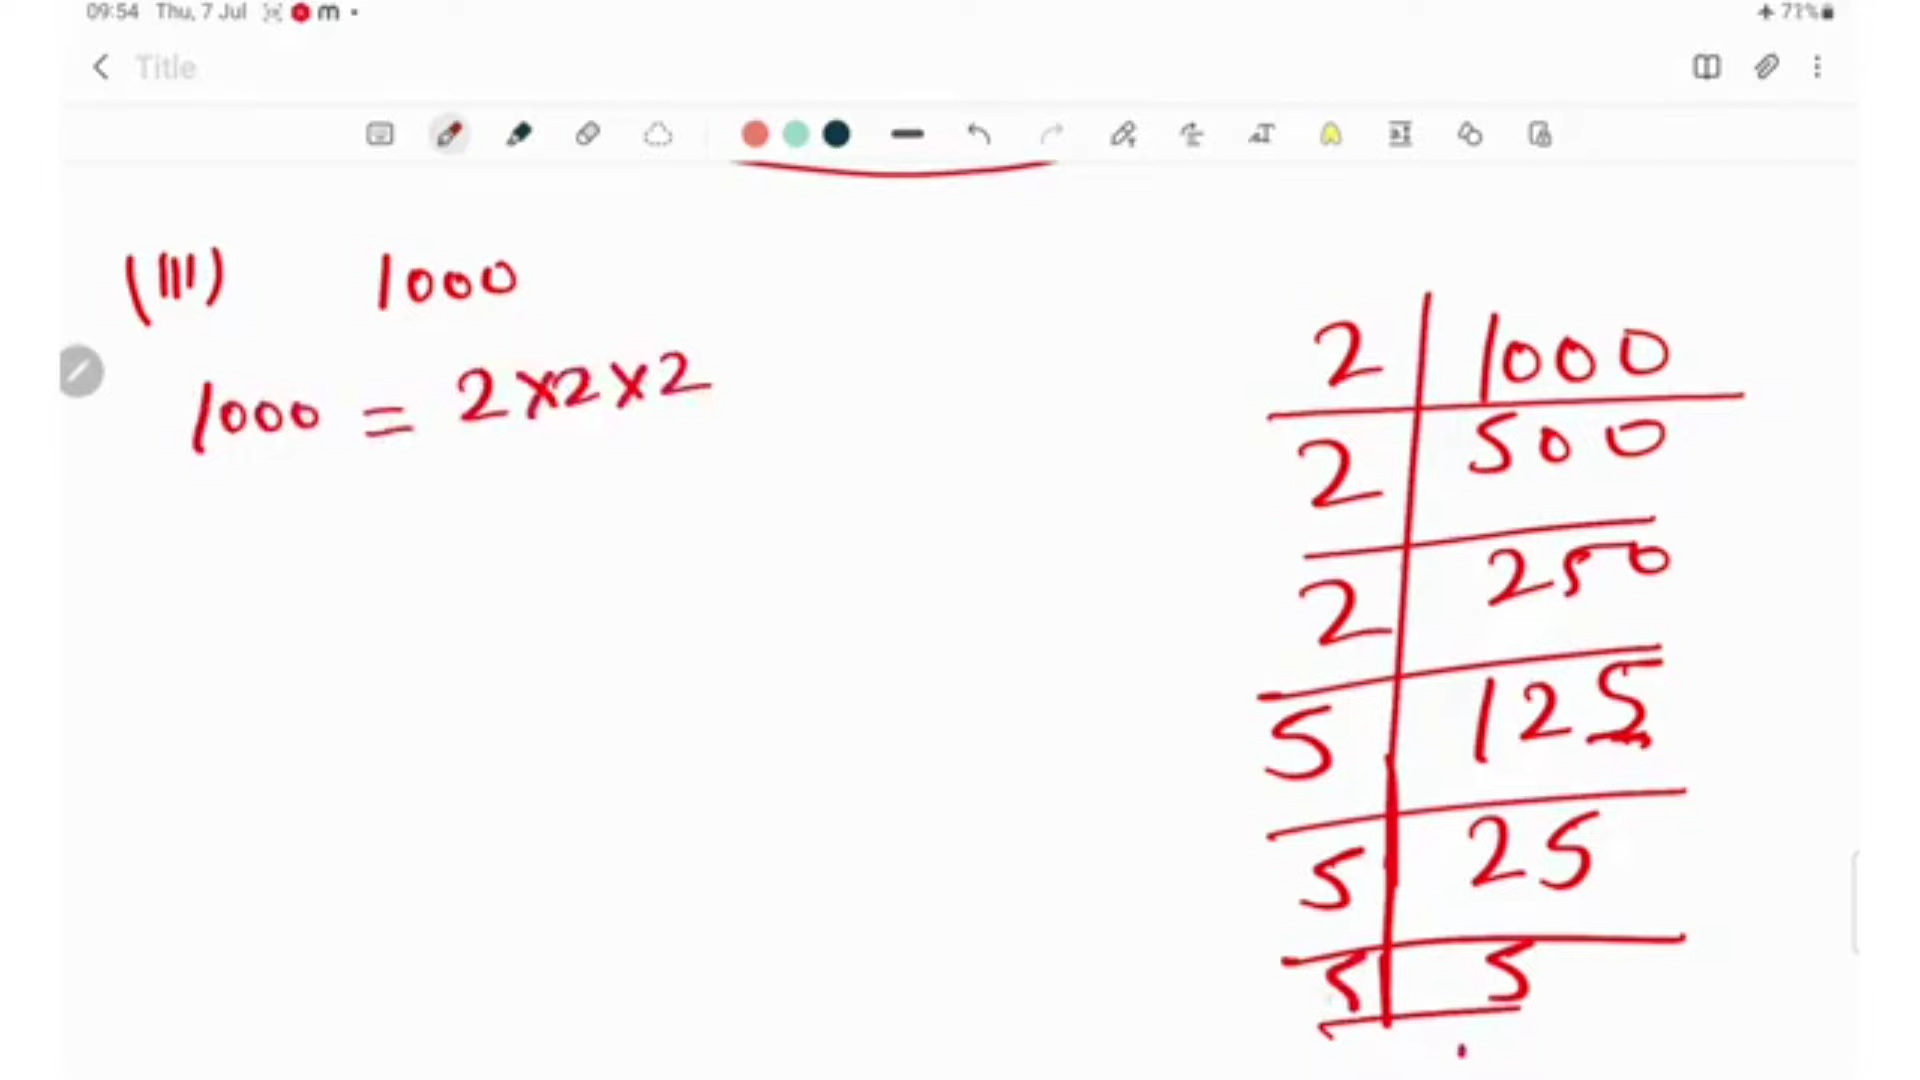 09:54 Thu, 7 Jul m •
Title
(III) 1000
1000 = 2×2×2
2 1000
2 500
2 250
5 125
5 25
5 5